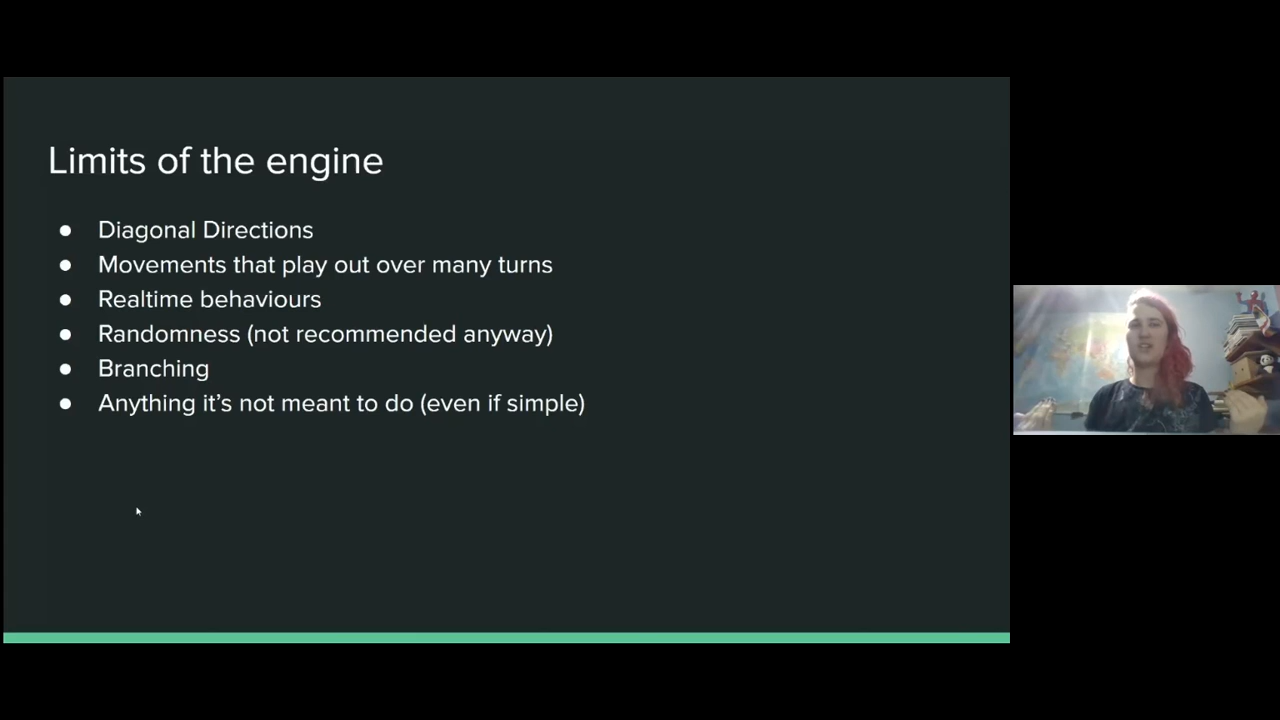 Limits of the engine
● Diagonal Directions
● Movements that play out over many turns
● Realtime behaviours
● Randomness (not recommended anyway)
● Branching
● Anything it’s not meant to do (even if simple)